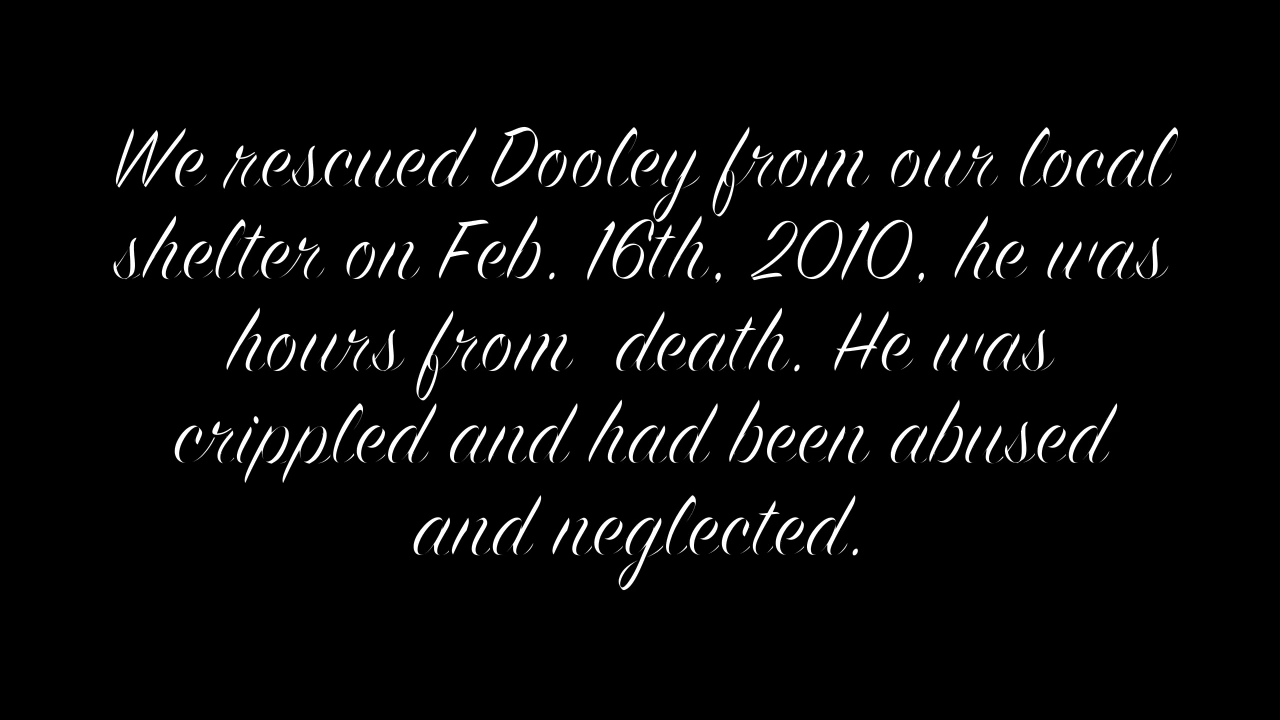 We rescued Dooley from our local
shelter on Feb. 16th, 2010, he was
hours from  death. He was
crippled and had been abused
and neglected.